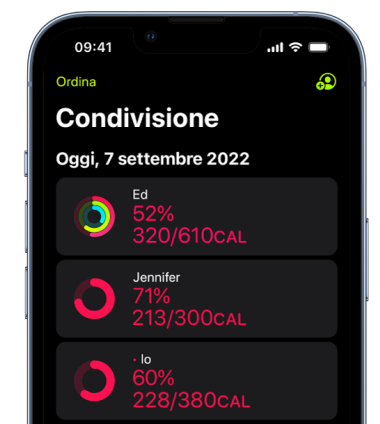 09:41
Ordina
Condivisione
Oggi, 7 settembre 2022
Ed
52%
320/610CAL
Jennifer
71%
213/300CAL
· Io
60%
228/380CAL